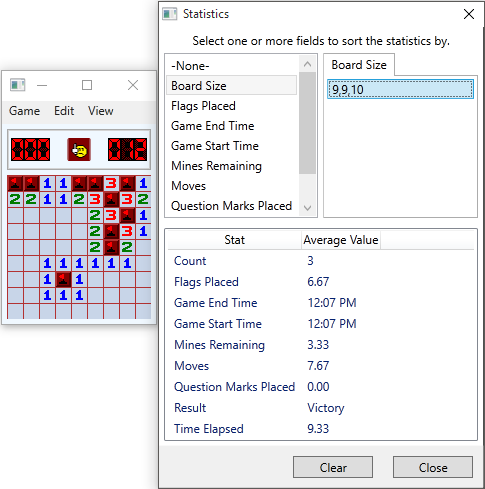 Game Edit View
001 012
1 1 3 1
2 2 1 1 2 3 3 2
2 3 1
2 3 1
2 2
1 1 1 1 1 1
1 1
1 1 1
Statistics
Select one or more fields to sort the statistics by.
-None-
Board Size
Flags Placed
Game End Time
Game Start Time
Mines Remaining
Moves
Question Marks Placed
Board Size
9,9,10
Stat Average Value
Count 3
Flags Placed 6.67
Game End Time 12:07 PM
Game Start Time 12:07 PM
Mines Remaining 3.33
Moves 7.67
Question Marks Placed 0.00
Result Victory
Time Elapsed 9.33
Clear Close